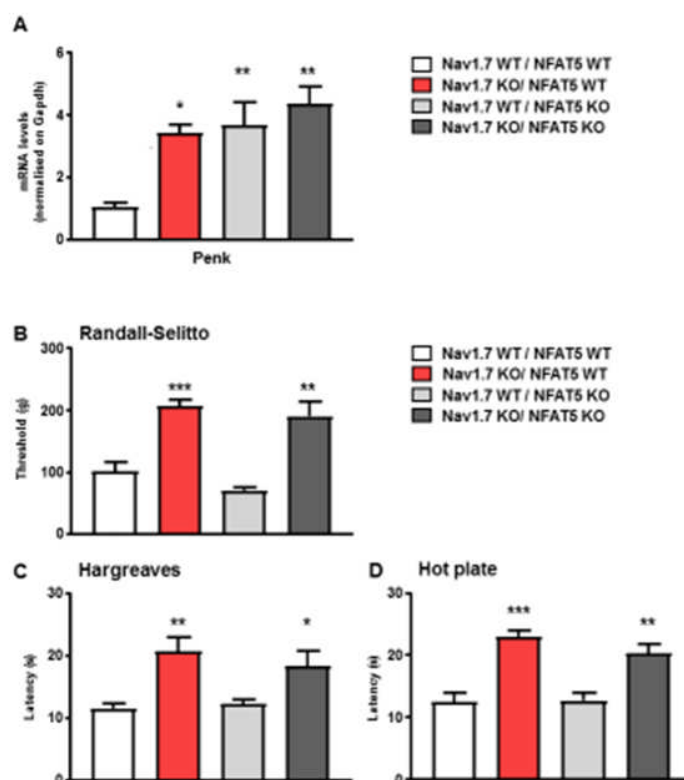 A
6
4
2
0
mRNA levels
(normalised on Gapdh)
*
**
**
Penk
Nav1.7 WT / NFAT5 WT
Nav1.7 KO/ NFAT5 WT
Nav1.7 WT / NFAT5 KO
Nav1.7 KO/ NFAT5 KO
B Randall-Selitto
300
200
100
0
Threshold (g)
***
**
Nav1.7 WT / NFAT5 WT
Nav1.7 KO/ NFAT5 WT
Nav1.7 WT / NFAT5 KO
Nav1.7 KO/ NFAT5 KO
C Hargreaves
30
20
10
0
Latency (s)
**
*
D Hot plate
30
20
10
0
Latency (s)
***
**